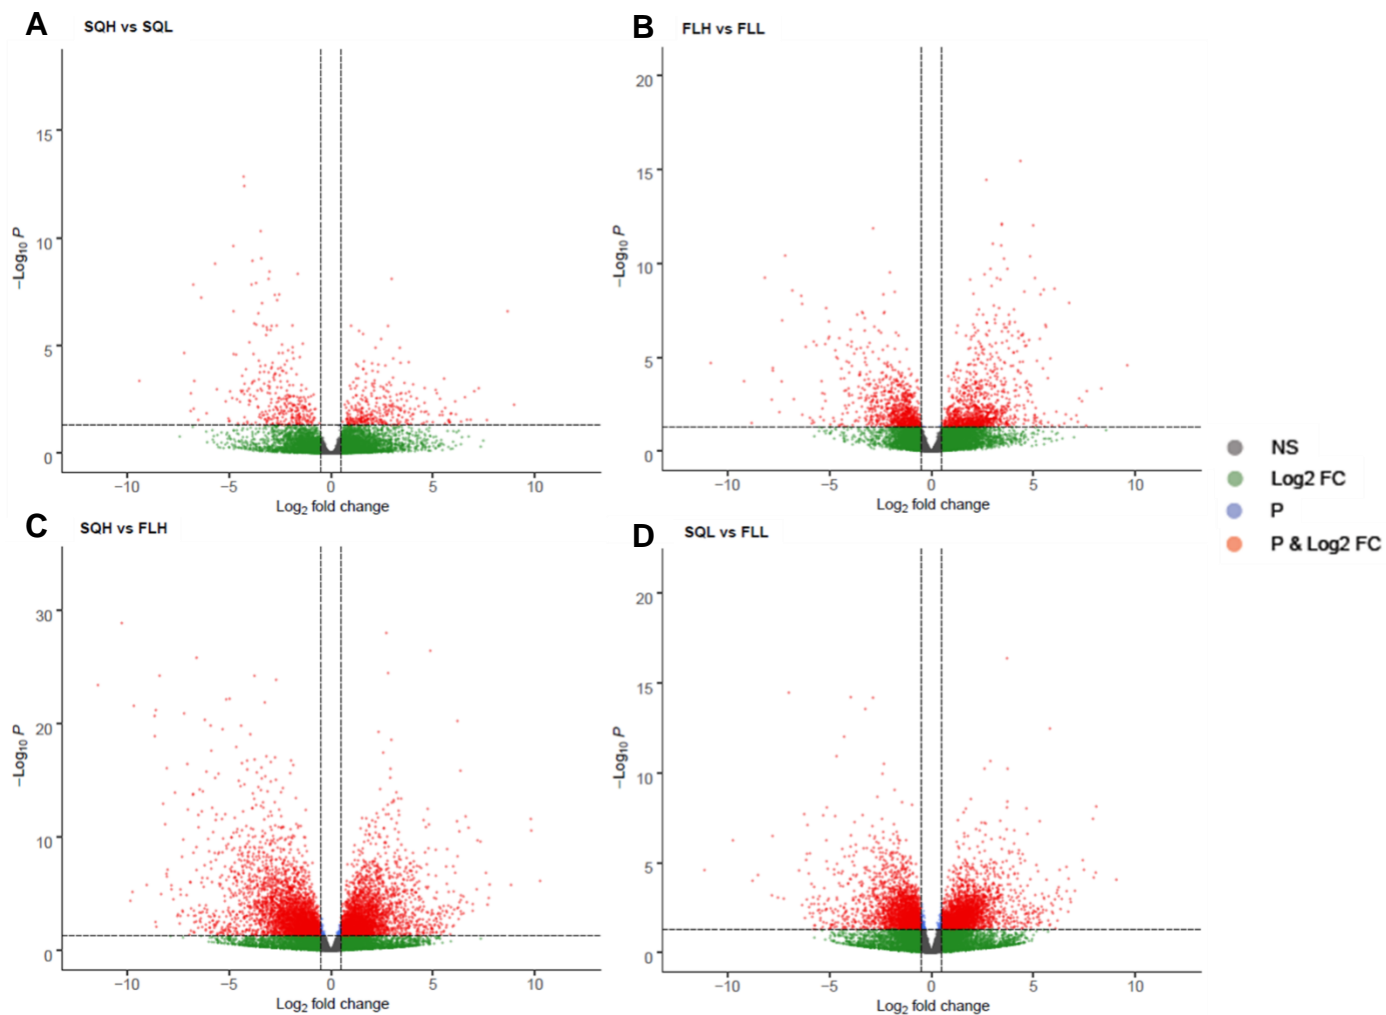 A
SQH vs SQL
15
10
5
0
−Log10 P
−10
−5
0
5
10
Log2 fold change
B
FLH vs FLL
20
15
10
5
0
−Log10 P
−10
−5
0
5
10
Log2 fold change
C
SQH vs FLH
30
20
10
0
−Log10 P
−10
−5
0
5
10
Log2 fold change
D
SQL vs FLL
20
15
10
5
0
−Log10 P
−10
−5
0
5
10
Log2 fold change
NS
Log2 FC
P
P & Log2 FC